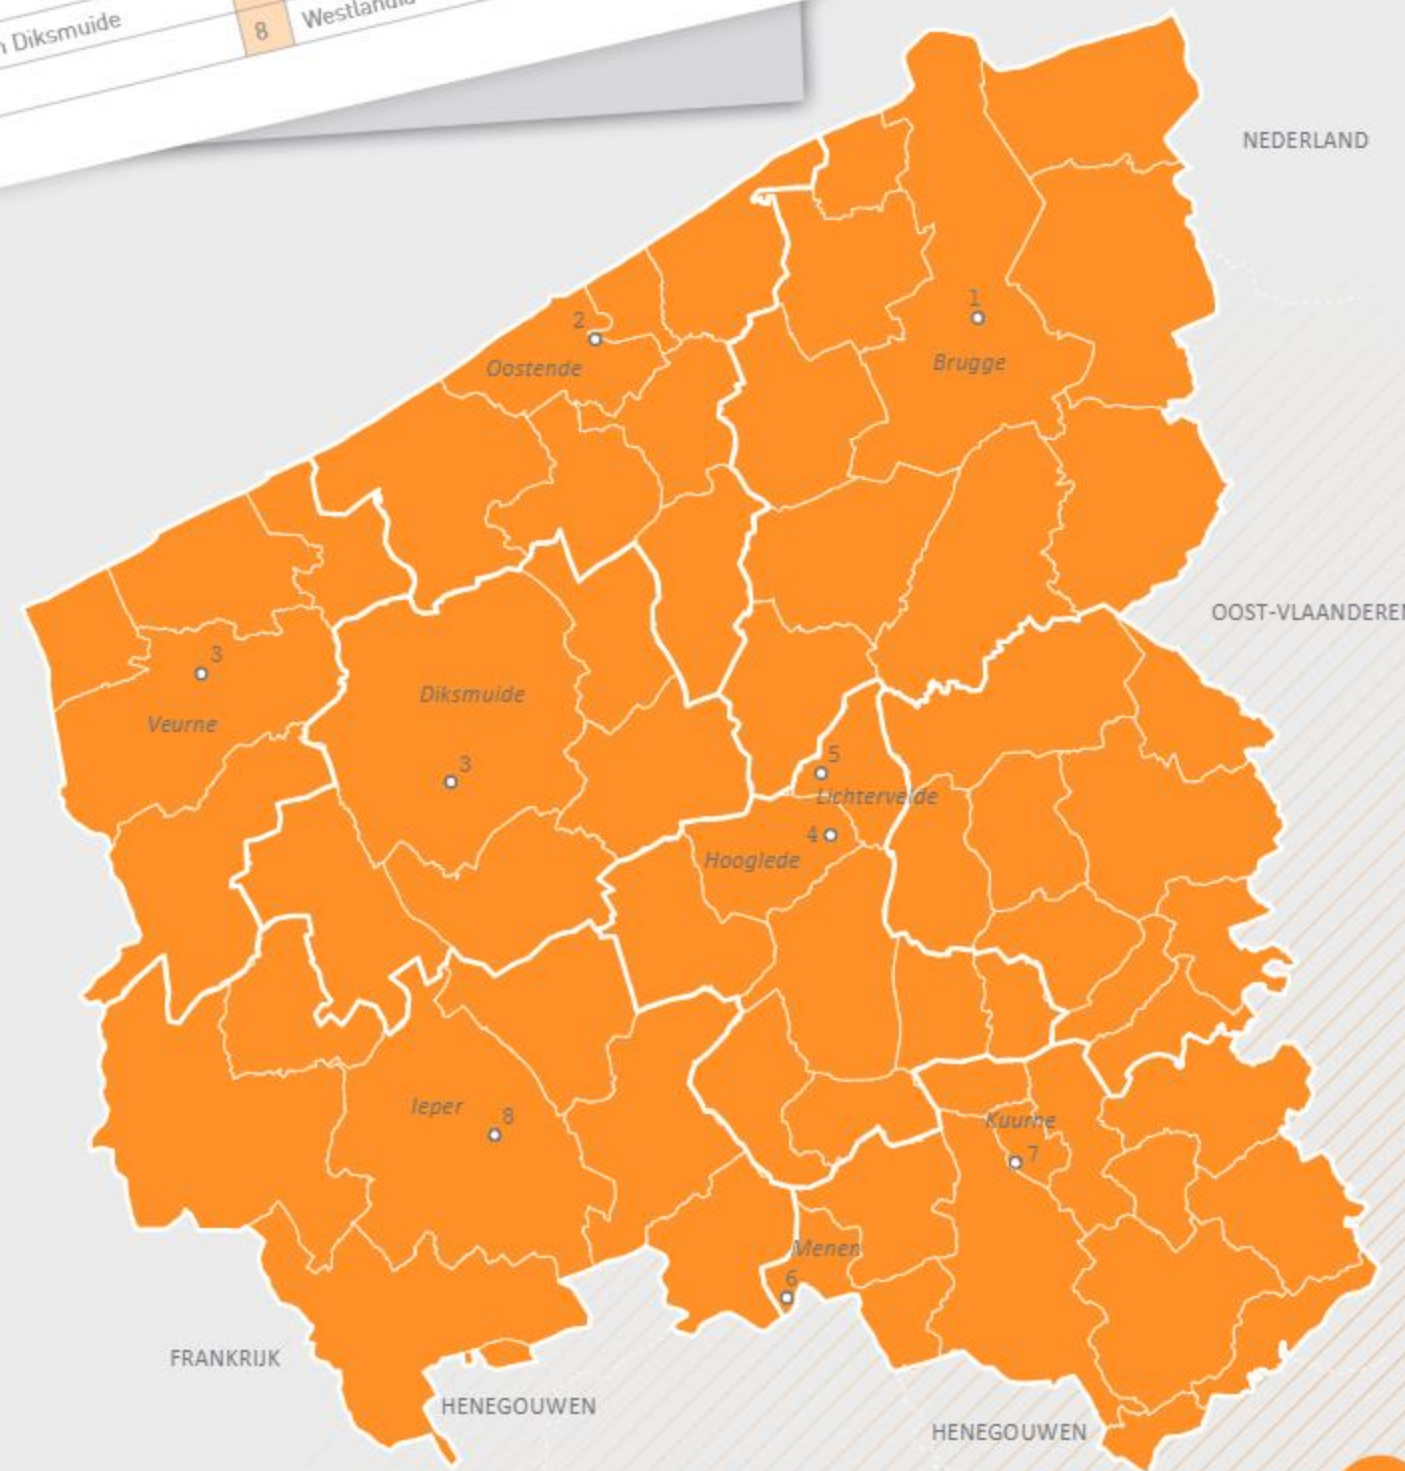 n Diksmuide
8 Westlandia
NEDERLAND
1
2
Oostende
Brugge
OOST-VLAANDEREN
3
Veurne
Diksmuide
3
5
Lichtervelde
4
Hooglede
Ieper
8
Kuurne
7
Menen
6
FRANKRIJK
HENEGOUWEN
HENEGOUWEN